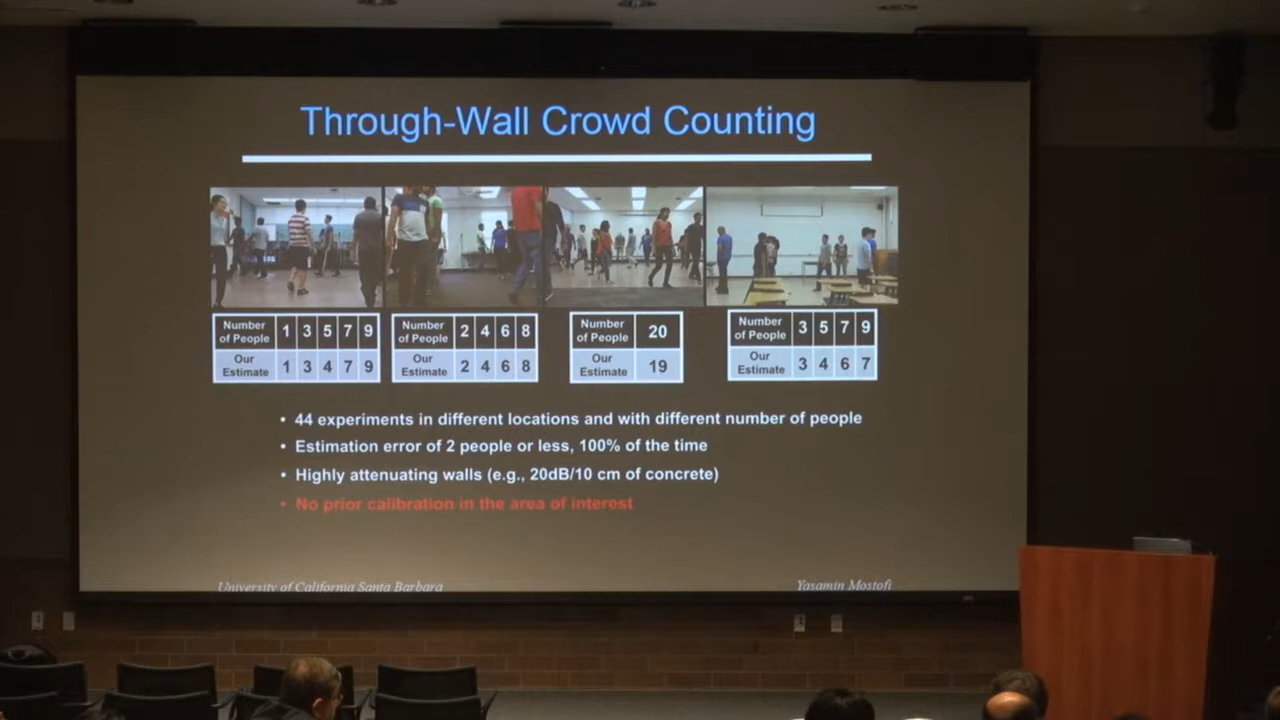 Through-Wall Crowd Counting
Number of People 1 3 5 7 9
Our Estimate 1 3 4 7 9
Number of People 2 4 6 8
Our Estimate 2 4 6 8
Number of People 20
Our Estimate 19
Number of People 3 5 7 9
Our Estimate 3 4 6 7
• 44 experiments in different locations and with different number of people
• Estimation error of 2 people or less, 100% of the time
• Highly attenuating walls (e.g., 20dB/10 cm of concrete)
• No prior calibration in the area of interest
University of California Santa Barbara
Yasamin Mostofi